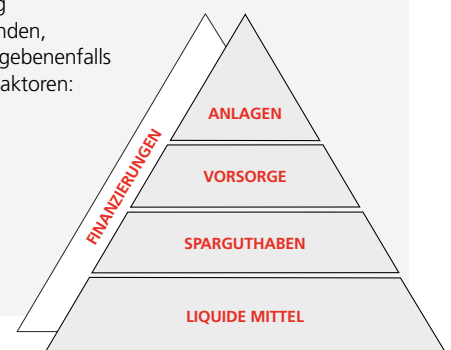 nden,
gebenenfalls
aktoren:
ANLAGEN
VORSORGE
FINANZIERUNGEN
SPARGUTHABEN
LIQUIDE MITTEL